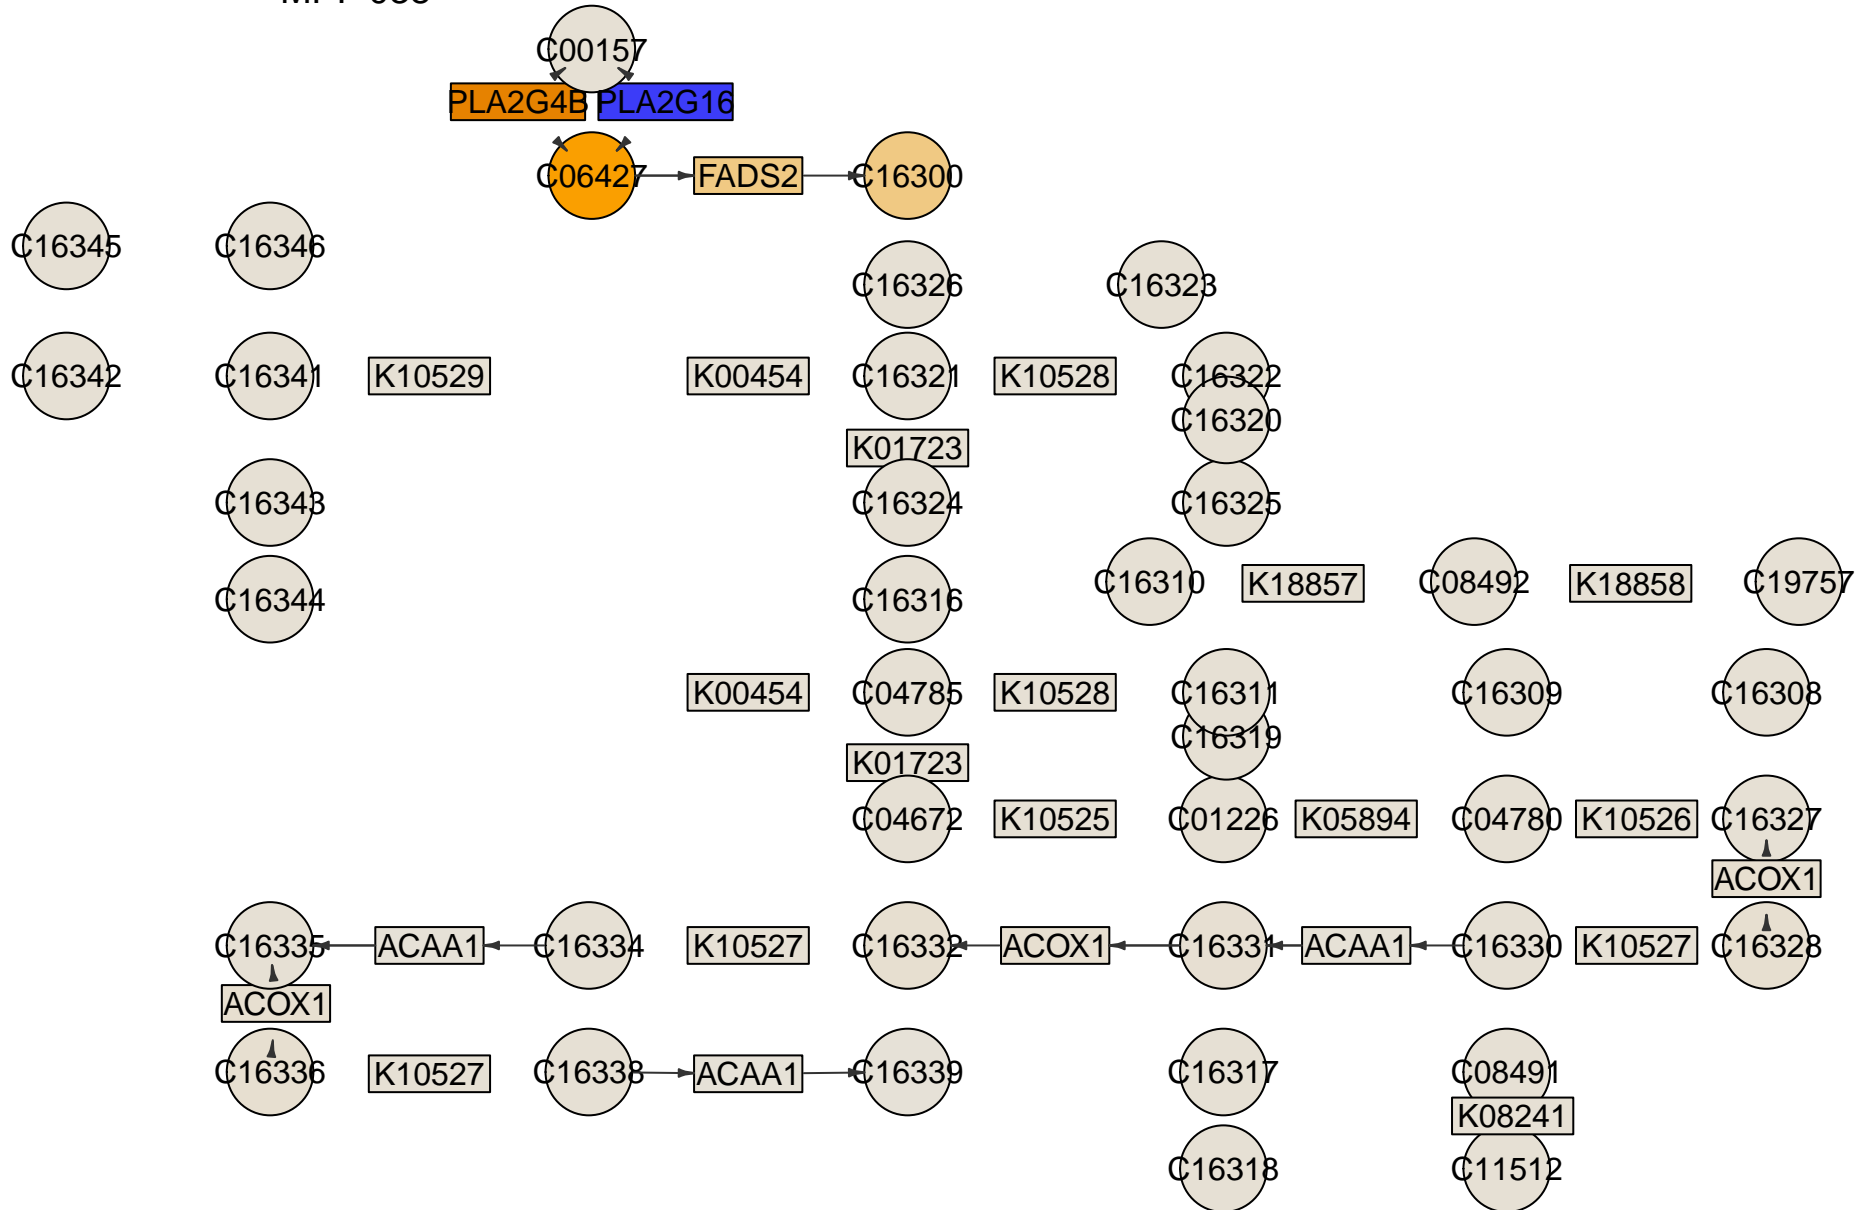 C00157
PLA2G4B PLA2G16
C06427 FADS2 C16300
C16345 C16346
C16326 C16323
C16342 C16341 K10529 K00454 C16321 K10528 C16322
C16320
K01723
C16343 C16324 C16325
C16310 K18857 C08492 K18858 C19757
C16344 C16316
K00454 C04785 K10528 C16311 C16309 C16308
C16319
K01723
C04672 K10525 C01226 K05894 C04780 K10526 C16327
ACOX1
C16335 ACAA1 C16334 K10527 C16332 ACOX1 C16331 ACAA1 C16330 K10527 C16328
ACOX1
C16336 K10527 C16338 ACAA1 C16339 C16317 C08491
K08241
C16318 C11512